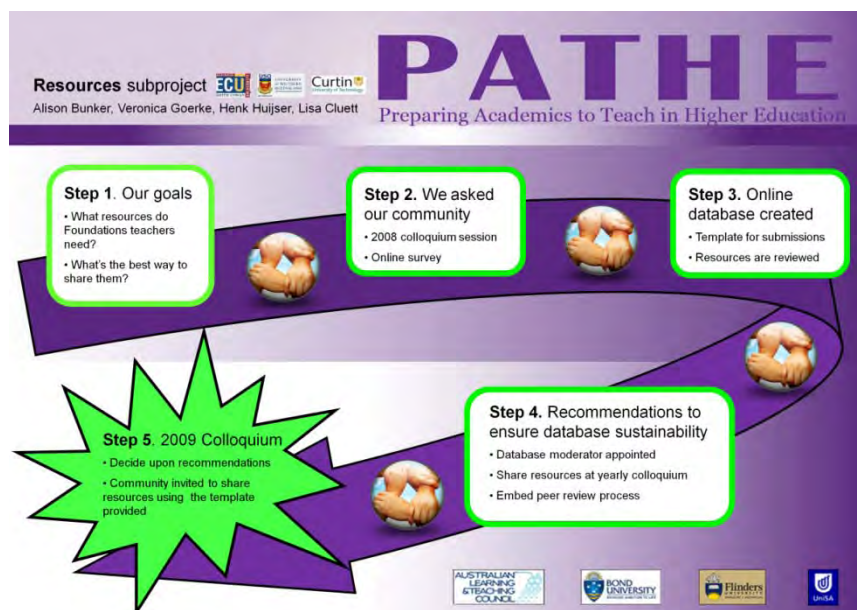 PATHE
Preparing Academics to Teach in Higher Education
Resources subproject
ECU
Curtin
University of Technology
Alison Bunker, Veronica Goerke, Henk Huijser, Lisa Cluett
Step 1. Our goals
• What resources do
Foundations teachers
need?
• What's the best way to
share them?
Step 2. We asked
our community
• 2008 colloquium session
• Online survey
Step 3. Online
database created
• Template for submissions
• Resources are reviewed
Step 4. Recommendations to
ensure database sustainability
• Database moderator appointed
• Share resources at yearly colloquium
• Embed peer review process
Step 5. 2009 Colloquium
• Decide upon recommendations
• Community invited to share
resources using the template
provided
AUSTRALIAN
LEARNING
&TEACHING
COUNCIL
BOND
UNIVERSITY
Flinders
UNIVERSITY
UniSA